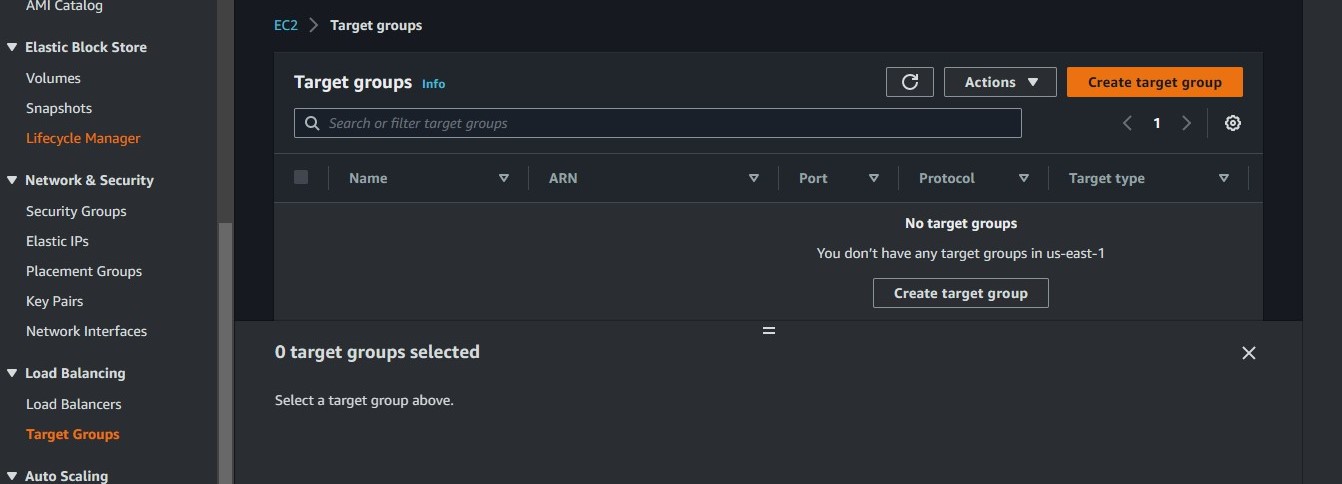 AMI Catalog
Elastic Block Store
Volumes
Snapshots
Lifecycle Manager
Network & Security
Security Groups
Elastic IPs
Placement Groups
Key Pairs
Network Interfaces
Load Balancing
Load Balancers
Target Groups
Auto Scaling
EC2 > Target groups
Target groups Info
Actions
Create target group
Search or filter target groups
1
Name ARN Port Protocol Target type
No target groups
You don't have any target groups in us-east-1
Create target group
0 target groups selected
Select a target group above.